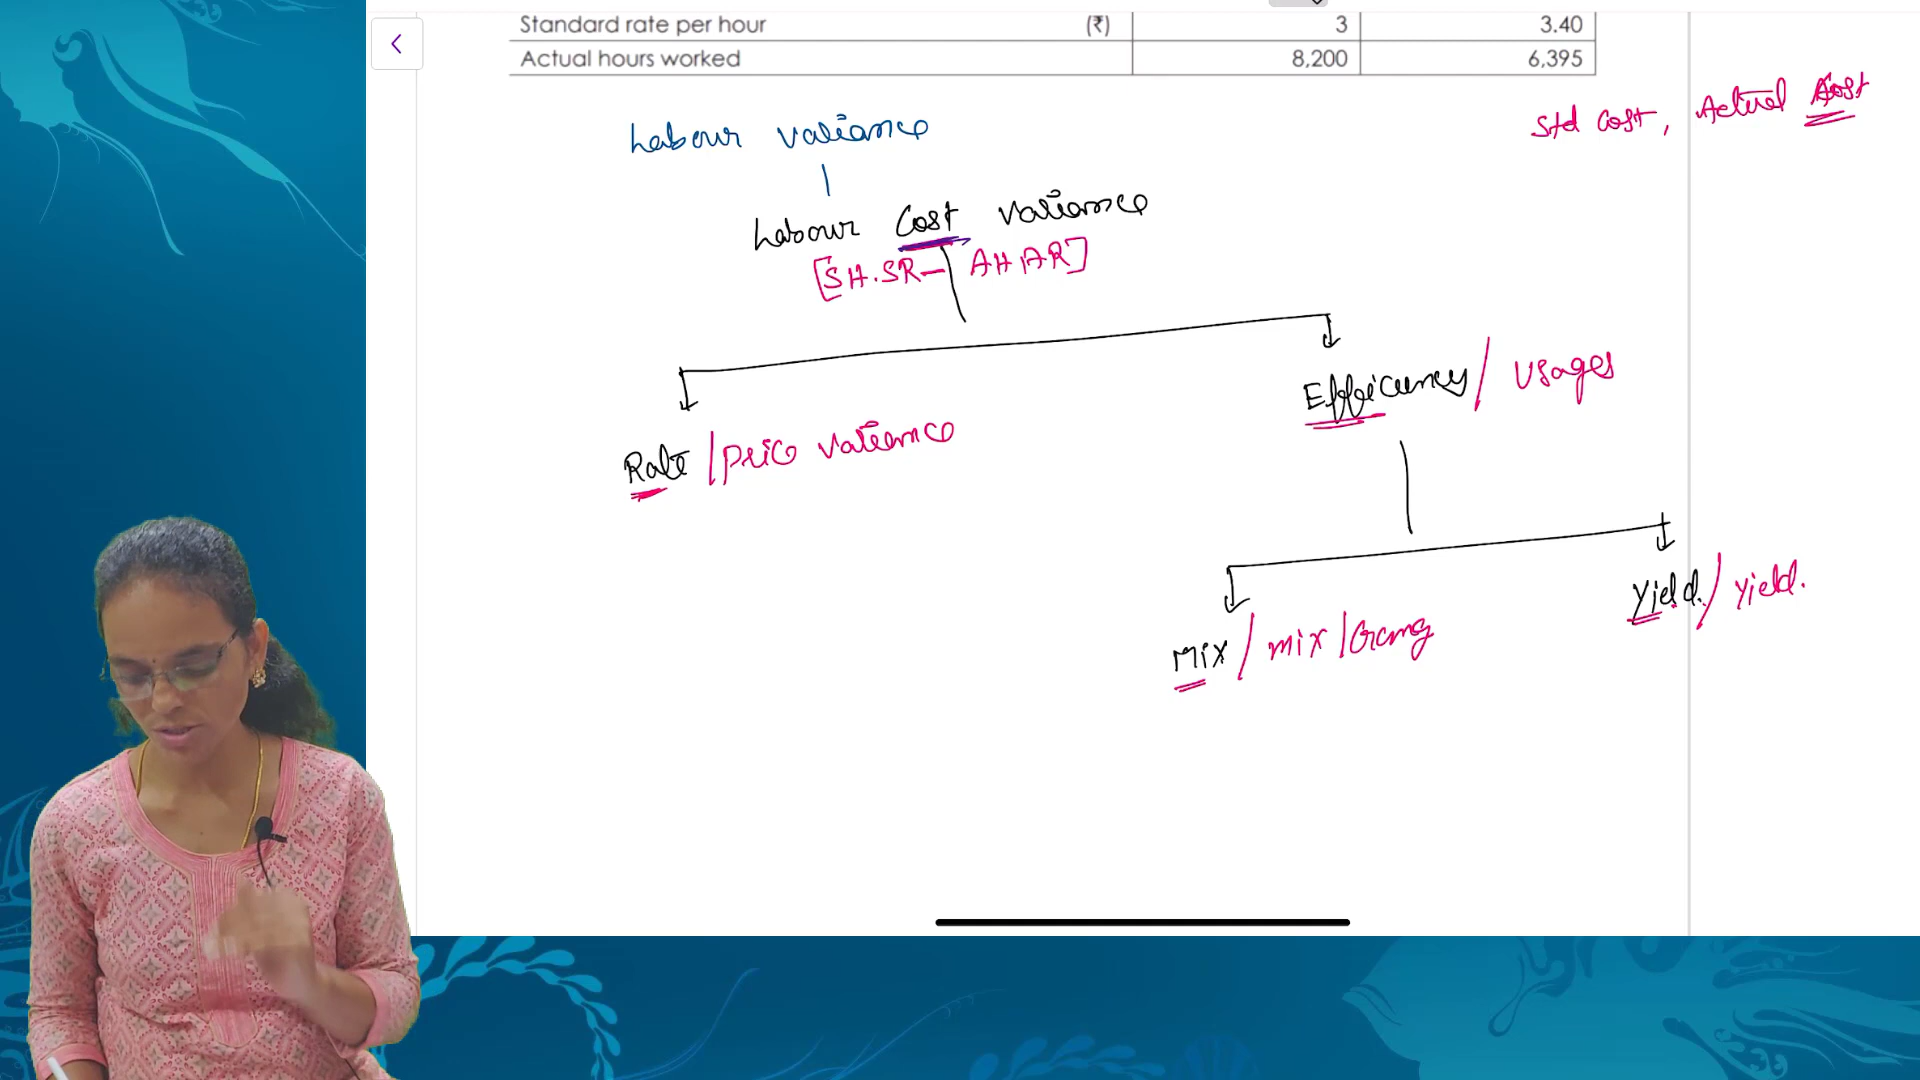 Standard rate per hour (₹) 3 3.40
Actual hours worked 8,200 6,395
Std Cost, Actual Cost
Labour Variance
Labour Cost Variance
[SH.SR - AH.AR]
Efficiency / Usages
Rate / Price Variance
Yield. / Yield.
Mix / mix / Gang